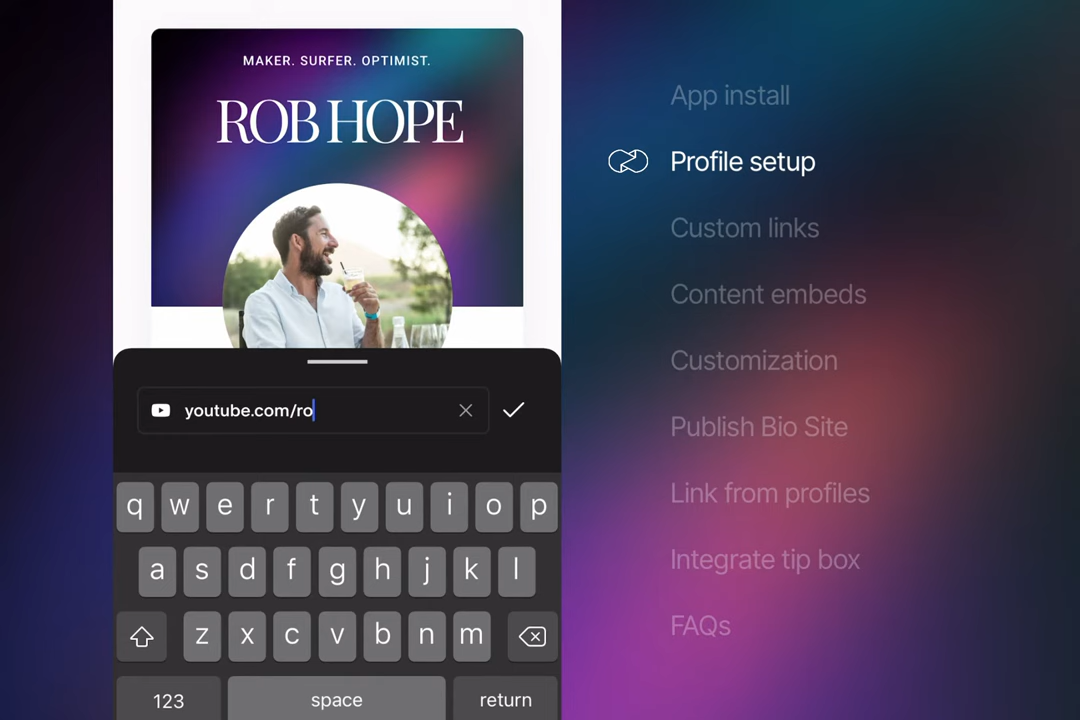 MAKER. SURFER. OPTIMIST.
ROB HOPE
youtube.com/ro
q w e r t y u i o p
a s d f g h j k l
z x c v b n m
123 space return
App install
Profile setup
Custom links
Content embeds
Customization
Publish Bio Site
Link from profiles
Integrate tip box
FAQs